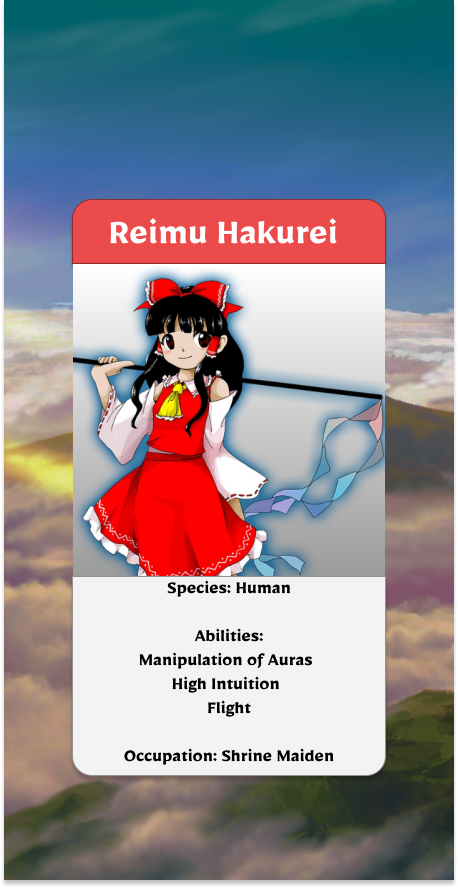 Reimu Hakurei
Species: Human
Abilities:
Manipulation of Auras
High Intuition
Flight
Occupation: Shrine Maiden